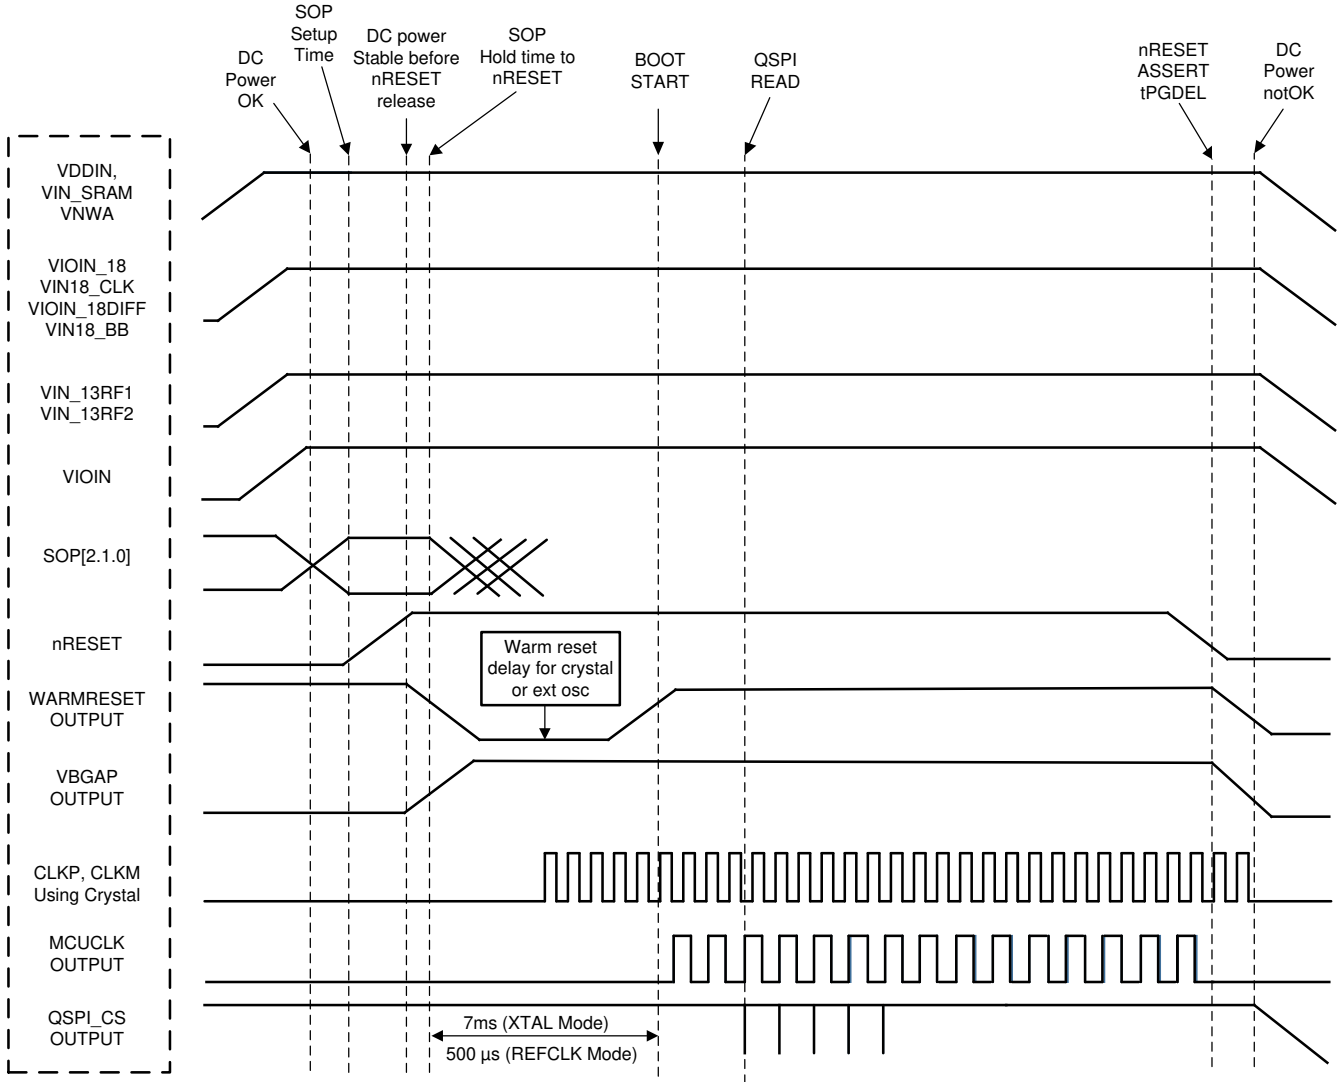 DC
Power
OK
SOP
Setup
Time
DC power
Stable before
nRESET
release
SOP
Hold time to
nRESET
BOOT
START
QSPI
READ
nRESET
ASSERT
tPGDEL
DC
Power
notOK
VDDIN,
VIN_SRAM
VNWA
VIOIN_18
VIN18_CLK
VIOIN_18DIFF
VIN18_BB
VIN_13RF1
VIN_13RF2
VIOIN
SOP[2.1.0]
nRESET
Warm reset
delay for crystal
or ext osc
WARMRESET
OUTPUT
VBGAP
OUTPUT
CLKP, CLKM
Using Crystal
MCUCLK
OUTPUT
QSPI_CS
OUTPUT
7ms (XTAL Mode)
500 µs (REFCLK Mode)